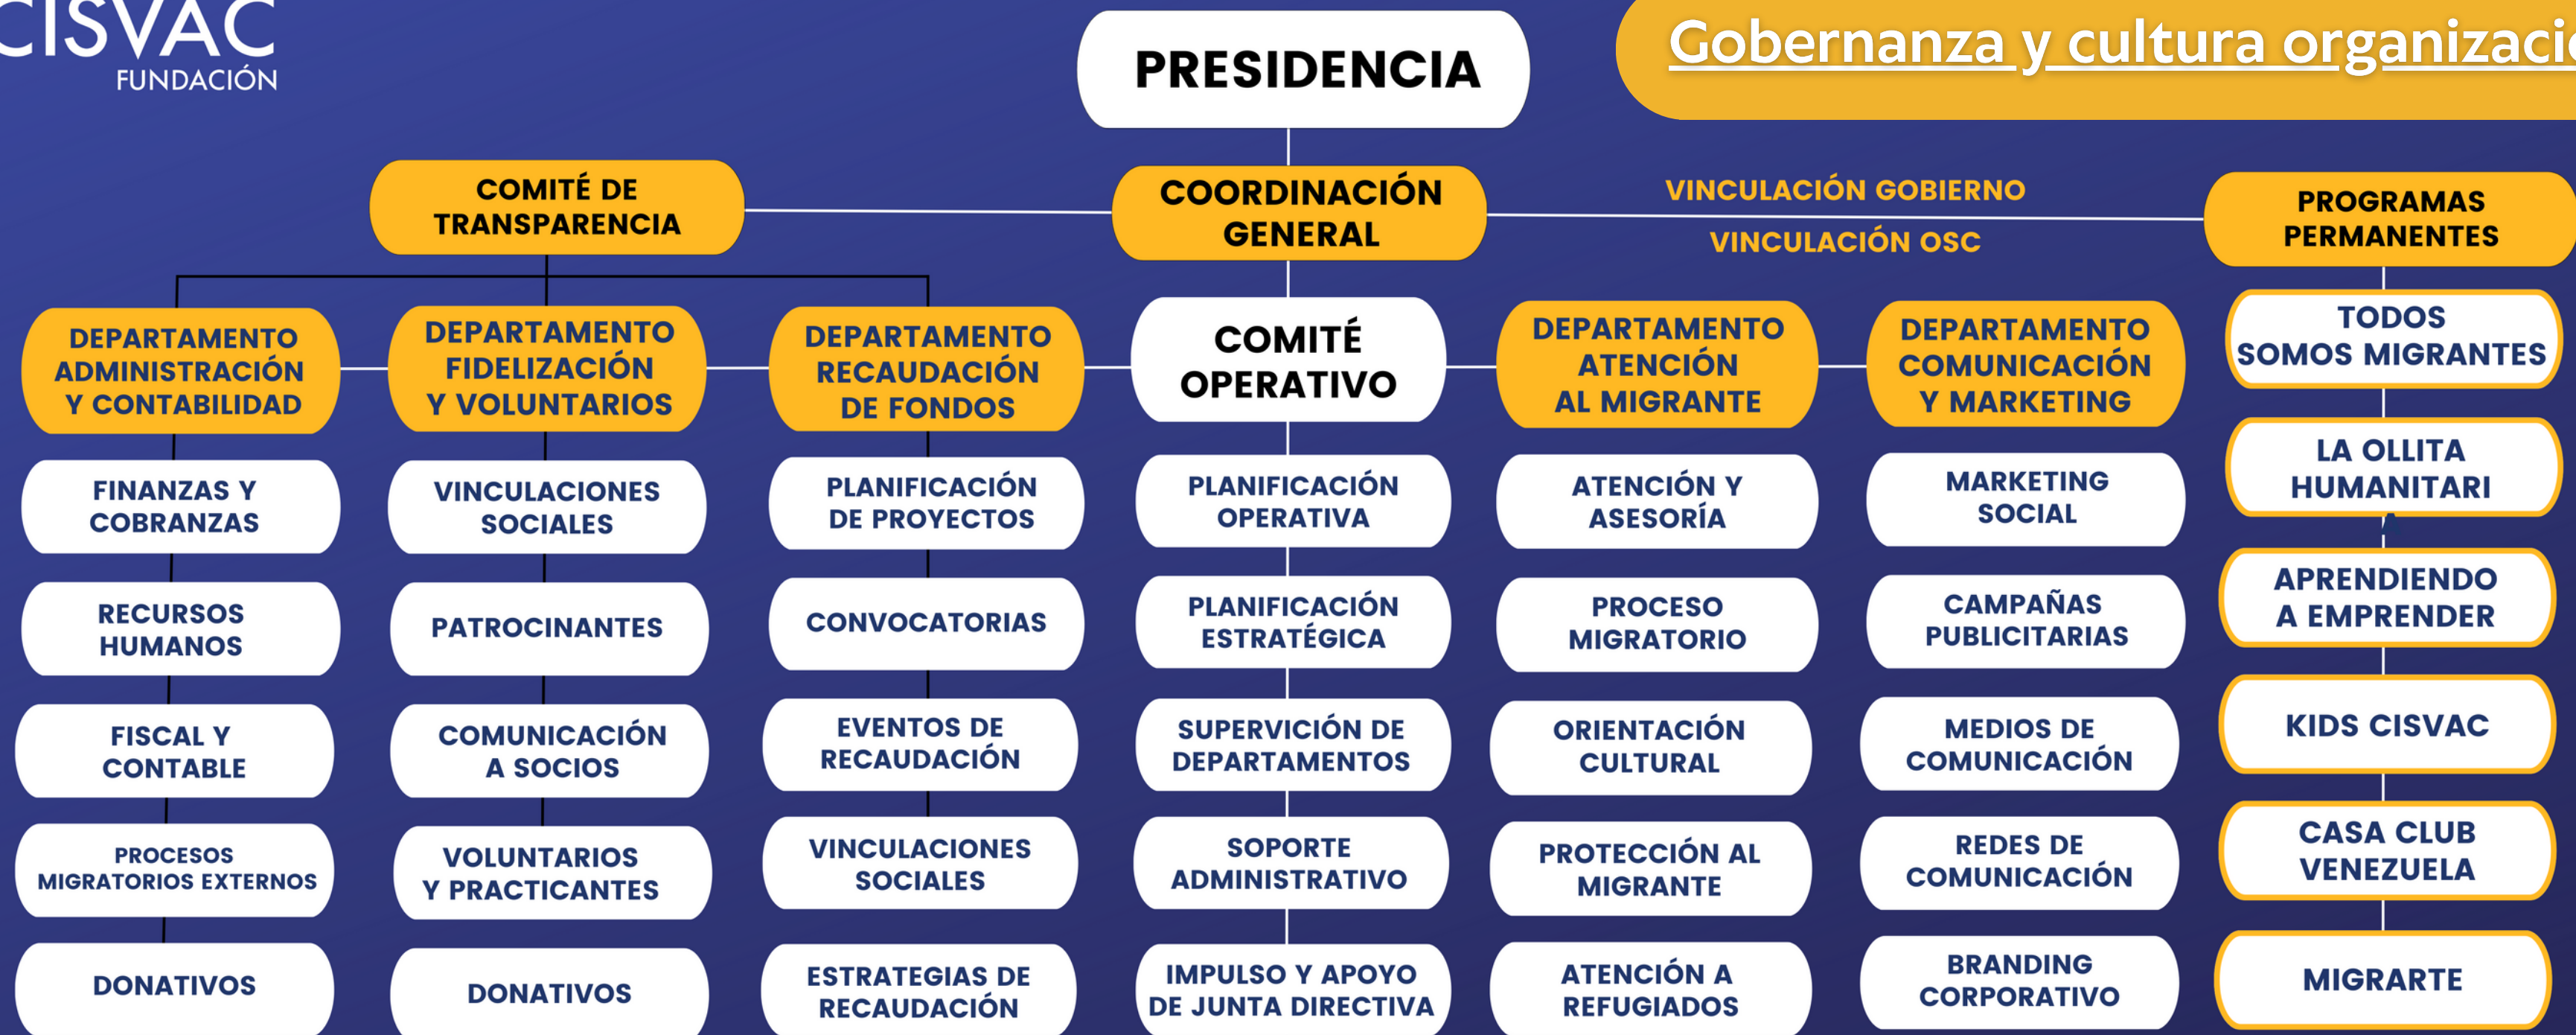 CISVAC
FUNDACIÓN
PRESIDENCIA
Gobernanza y cultura
COMITÉ DE
TRANSPARENCIA
COORDINACIÓN
GENERAL
VINCULACIÓN GOBIERNO
VINCULACIÓN OSC
PROGRAMAS
PERMANENTES
DEPARTAMENTO
ADMINISTRACIÓN
Y CONTABILIDAD
FINANZAS Y
COBRANZAS
RECURSOS
HUMANOS
FISCAL Y
CONTABLE
PROCESOS
MIGRATORIOS EXTERNOS
DONATIVOS
DEPARTAMENTO
FIDELIZACIÓN
Y VOLUNTARIOS
VINCULACIONES
SOCIALES
PATROCINANTES
COMUNICACIÓN
A SOCIOS
VOLUNTARIOS
Y PRACTICANTES
DONATIVOS
DEPARTAMENTO
RECAUDACIÓN
DE FONDOS
PLANIFICACIÓN
DE PROYECTOS
CONVOCATORIAS
EVENTOS DE
RECAUDACIÓN
VINCULACIONES
SOCIALES
ESTRATEGIAS DE
RECAUDACIÓN
COMITÉ
OPERATIVO
PLANIFICACIÓN
OPERATIVA
PLANIFICACIÓN
ESTRATÉGICA
SUPERVICIÓN DE
DEPARTAMENTOS
SOPORTE
ADMINISTRATIVO
IMPULSO Y APOYO
DE JUNTA DIRECTIVA
DEPARTAMENTO
ATENCIÓN
AL MIGRANTE
ATENCIÓN Y
ASESORÍA
PROCESO
MIGRATORIO
ORIENTACIÓN
CULTURAL
PROTECCIÓN AL
MIGRANTE
ATENCIÓN A
REFUGIADOS
DEPARTAMENTO
COMUNICACIÓN
Y MARKETING
MARKETING
SOCIAL
CAMPAÑAS
PUBLICITARIAS
MEDIOS DE
COMUNICACIÓN
REDES DE
COMUNICACIÓN
BRANDING
CORPORATIVO
TODOS
SOMOS MIGRANTES
LA OLLITA
HUMANITARI
A
APRENDIENDO
A EMPRENDER
KIDS CISVAC
CASA CLUB
VENEZUELA
MIGRARTE